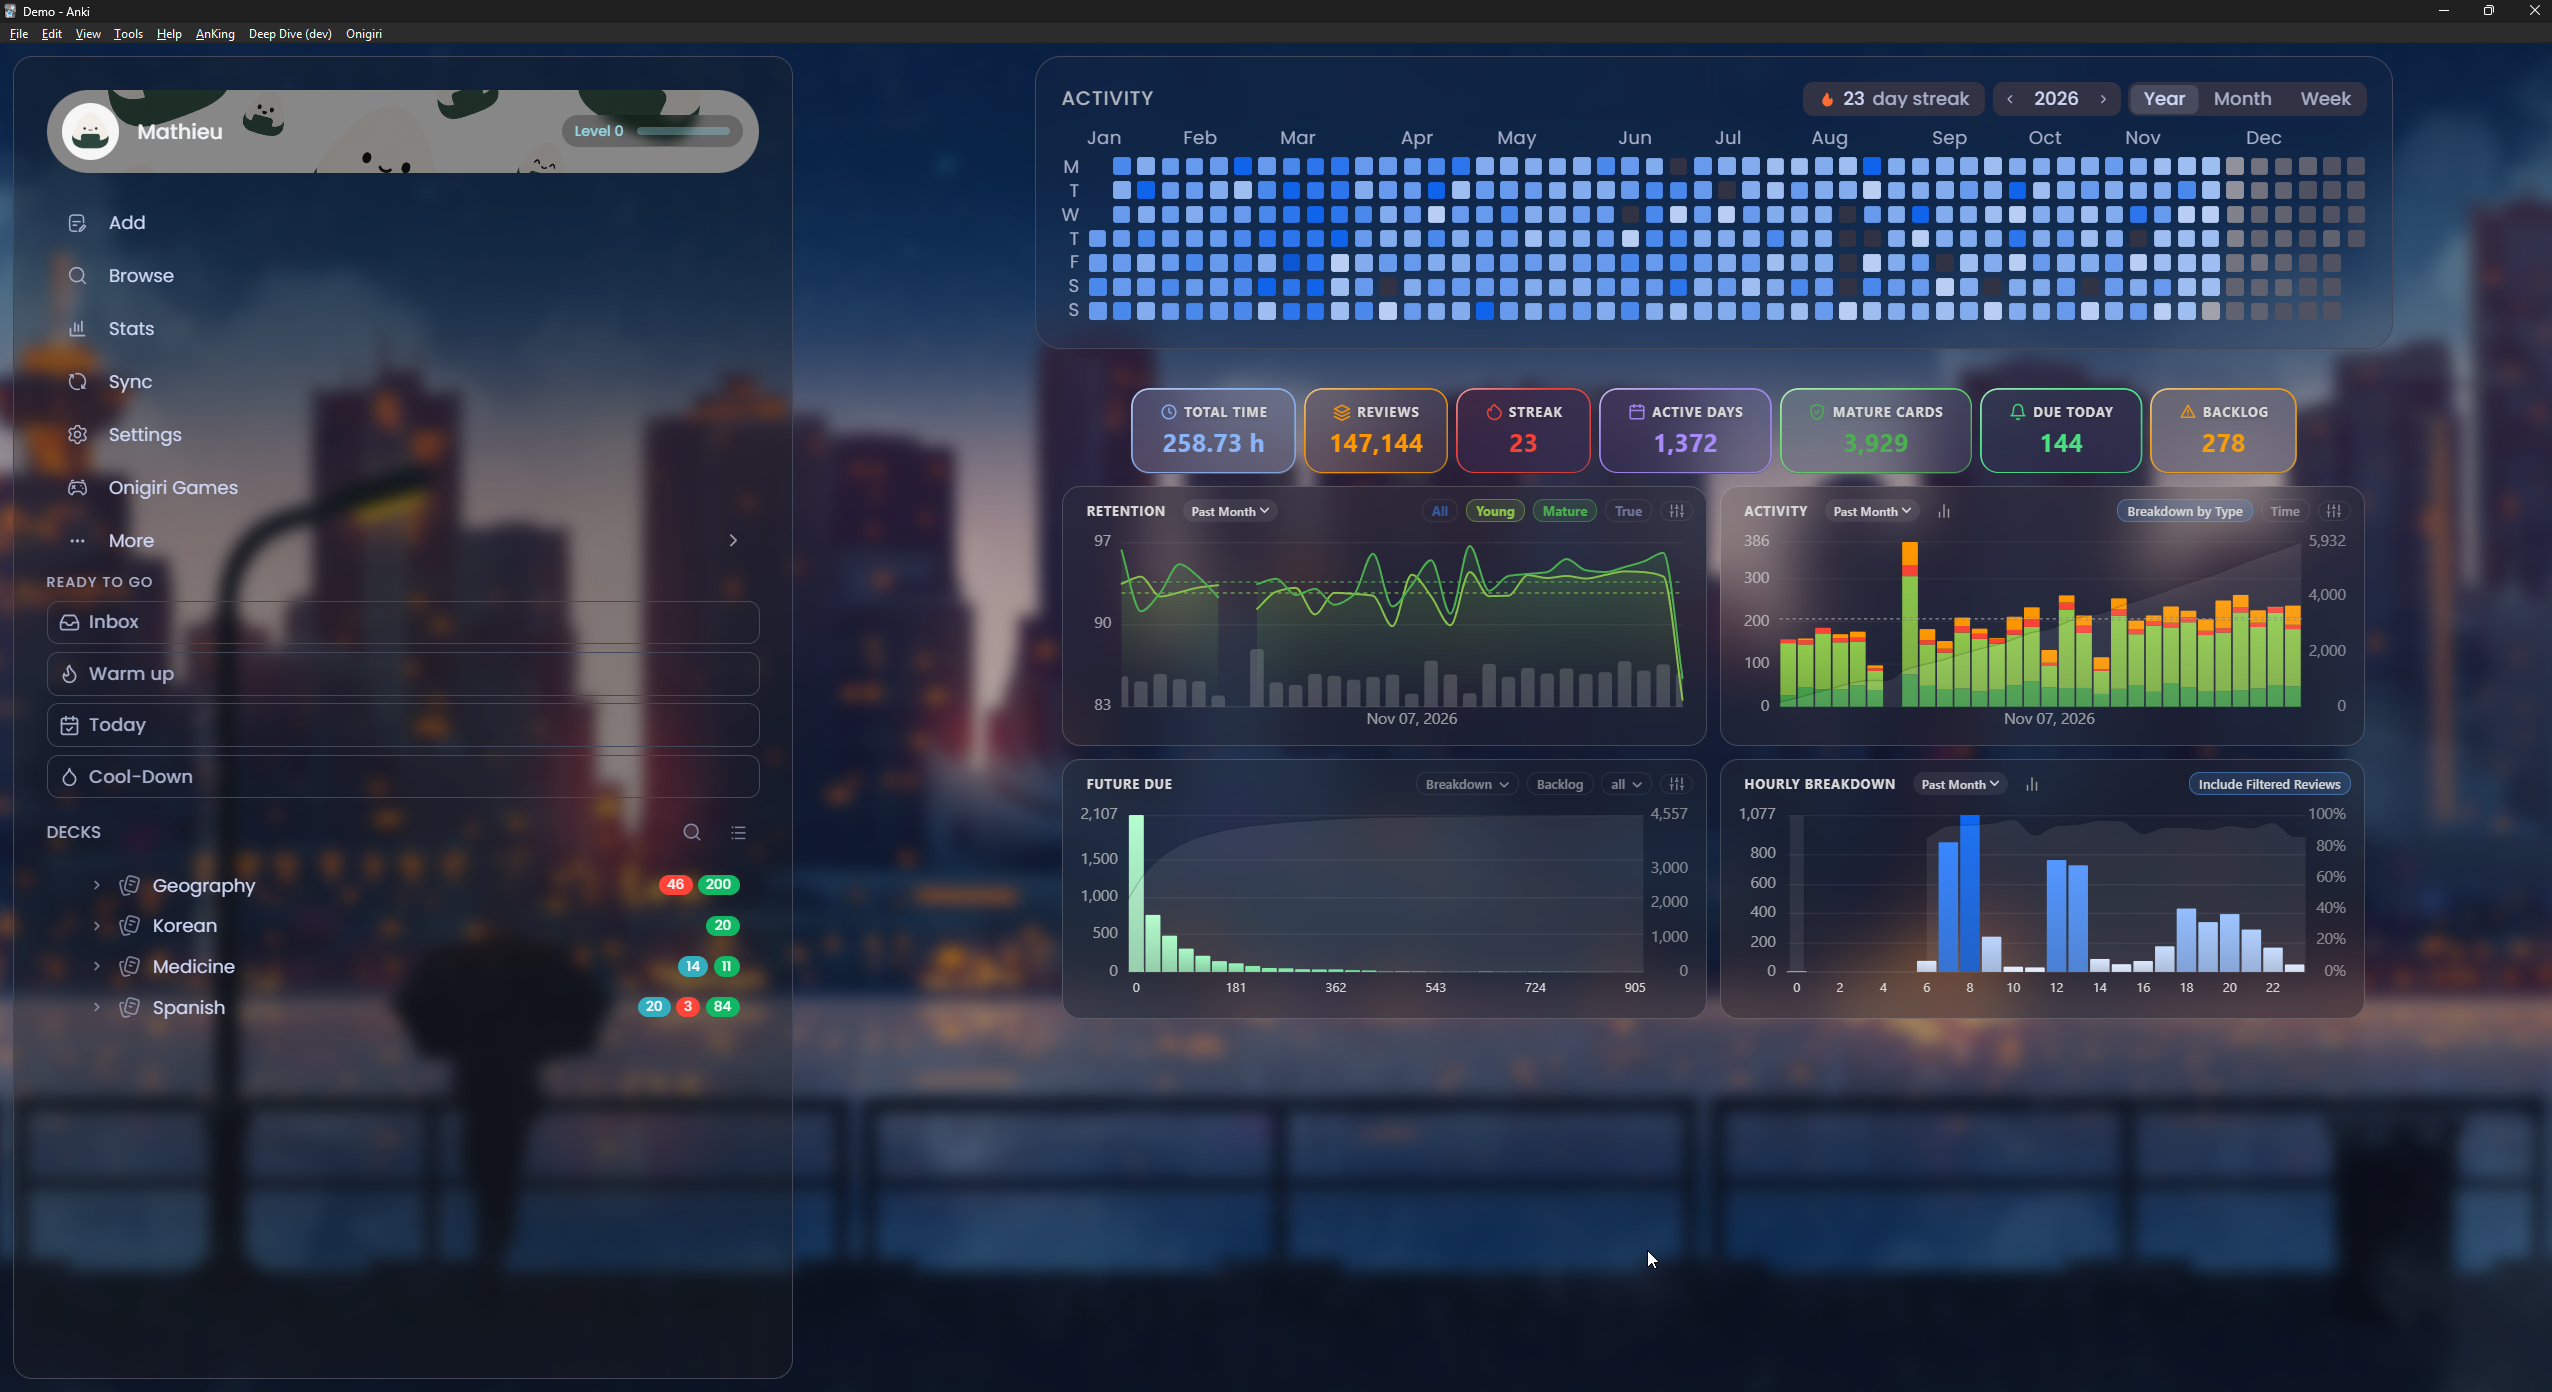 Demo - Anki
File Edit View Tools Help AnKing Deep Dive (dev) Onigiri
Mathieu
Level 0
Add
Browse
Stats
Sync
Settings
Onigiri Games
More
READY TO GO
Inbox
Warm up
Today
Cool-Down
DECKS
Geography 46 200
Korean 20
Medicine 14 11
Spanish 20 3 84
ACTIVITY 23 day streak 2026 Year Month Week
Jan Feb Mar Apr May Jun Jul Aug Sep Oct Nov Dec
M
T
W
T
F
S
S
TOTAL TIME
258.73 h
REVIEWS
147,144
STREAK
23
ACTIVE DAYS
1,372
MATURE CARDS
3,929
DUE TODAY
144
BACKLOG
278
RETENTION Past Month All Young Mature True
97
90
83
Nov 07, 2026
ACTIVITY Past Month Breakdown by Type Time
386 5,932
300 4,000
200
100 2,000
0 0
Nov 07, 2026
FUTURE DUE Breakdown Backlog all
2,107 4,557
1,500 3,000
1,000 2,000
500 1,000
0 0
0 181 362 543 724 905
HOURLY BREAKDOWN Past Month Include Filtered Reviews
1,077 100%
800 80%
600 60%
400 40%
200 20%
0 0%
0 2 4 6 8 10 12 14 16 18 20 22